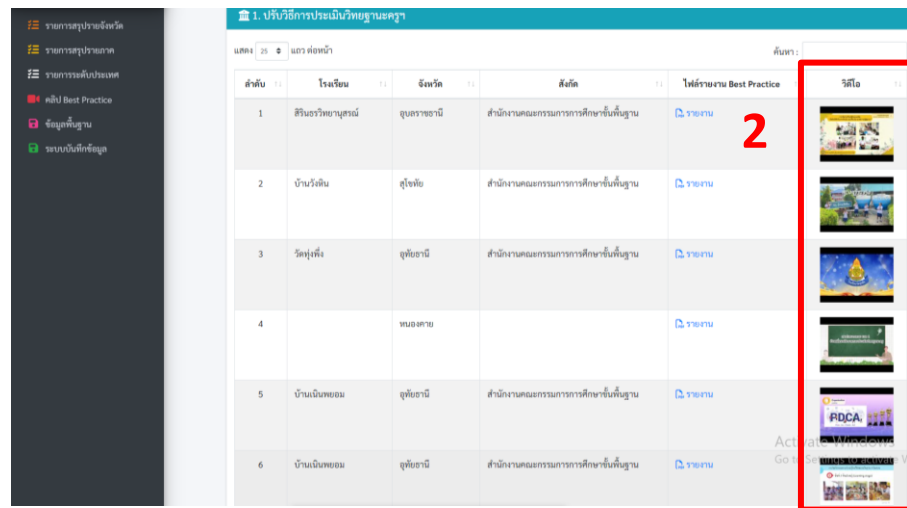 รายการสรุปรายจังหวัด
รายการสรุปรายภาค
รายการระดับประเทศ
คลิป Best Practice
ข้อมูลพื้นฐาน
ระบบบันทึกข้อมูล
1. ปรับวิธีการประเมินวิทยฐานะครูฯ
แสดง 25 แถว ต่อหน้า
ค้นหา :
ลำดับ โรงเรียน จังหวัด สังกัด ไฟล์รายงาน Best Practice วิดีโอ
1 สิรินธรวิทยานุสรณ์ อุบลราชธานี สำนักงานคณะกรรมการการศึกษาขั้นพื้นฐาน รายงาน
2
2 บ้านวังหิน สุโขทัย สำนักงานคณะกรรมการการศึกษาขั้นพื้นฐาน รายงาน
3 วัดทุ่งพึ่ง อุทัยธานี สำนักงานคณะกรรมการการศึกษาขั้นพื้นฐาน รายงาน
4 หนองคาย รายงาน
5 บ้านเนินพยอม อุทัยธานี สำนักงานคณะกรรมการการศึกษาขั้นพื้นฐาน รายงาน
PDCA
Activate Windows
6 บ้านเนินพยอม อุทัยธานี สำนักงานคณะกรรมการการศึกษาขั้นพื้นฐาน รายงาน
Go to Settings to activate W